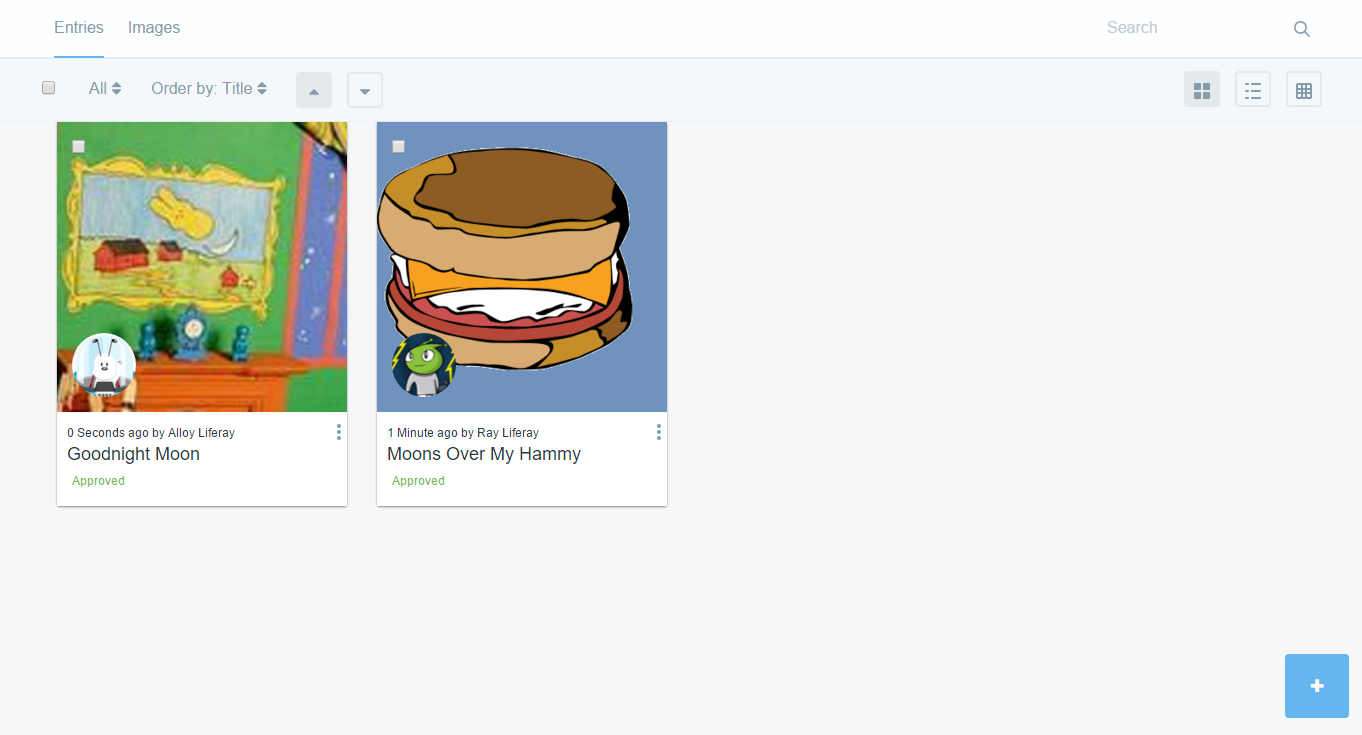 Entries Images Search
All Order by: Title
0 Seconds ago by Alloy Liferay
Goodnight Moon
Approved
1 Minute ago by Ray Liferay
Moons Over My Hammy
Approved